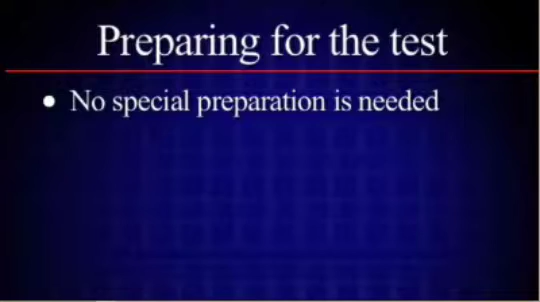 Preparing for the test
• No special preparation is needed